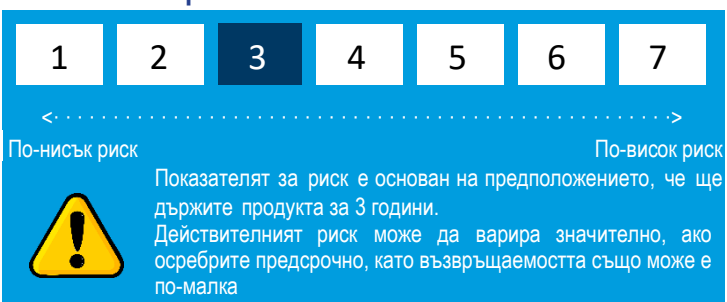 1 2 3 4 5 6 7
По-нисък риск По-висок риск
Показателят за риск е основан на предположението, че ще
държите продукта за 3 години.
Действителният риск може да варира значително, ако
осребрите предсрочно, като възвръщаемостта също може е
по-малка